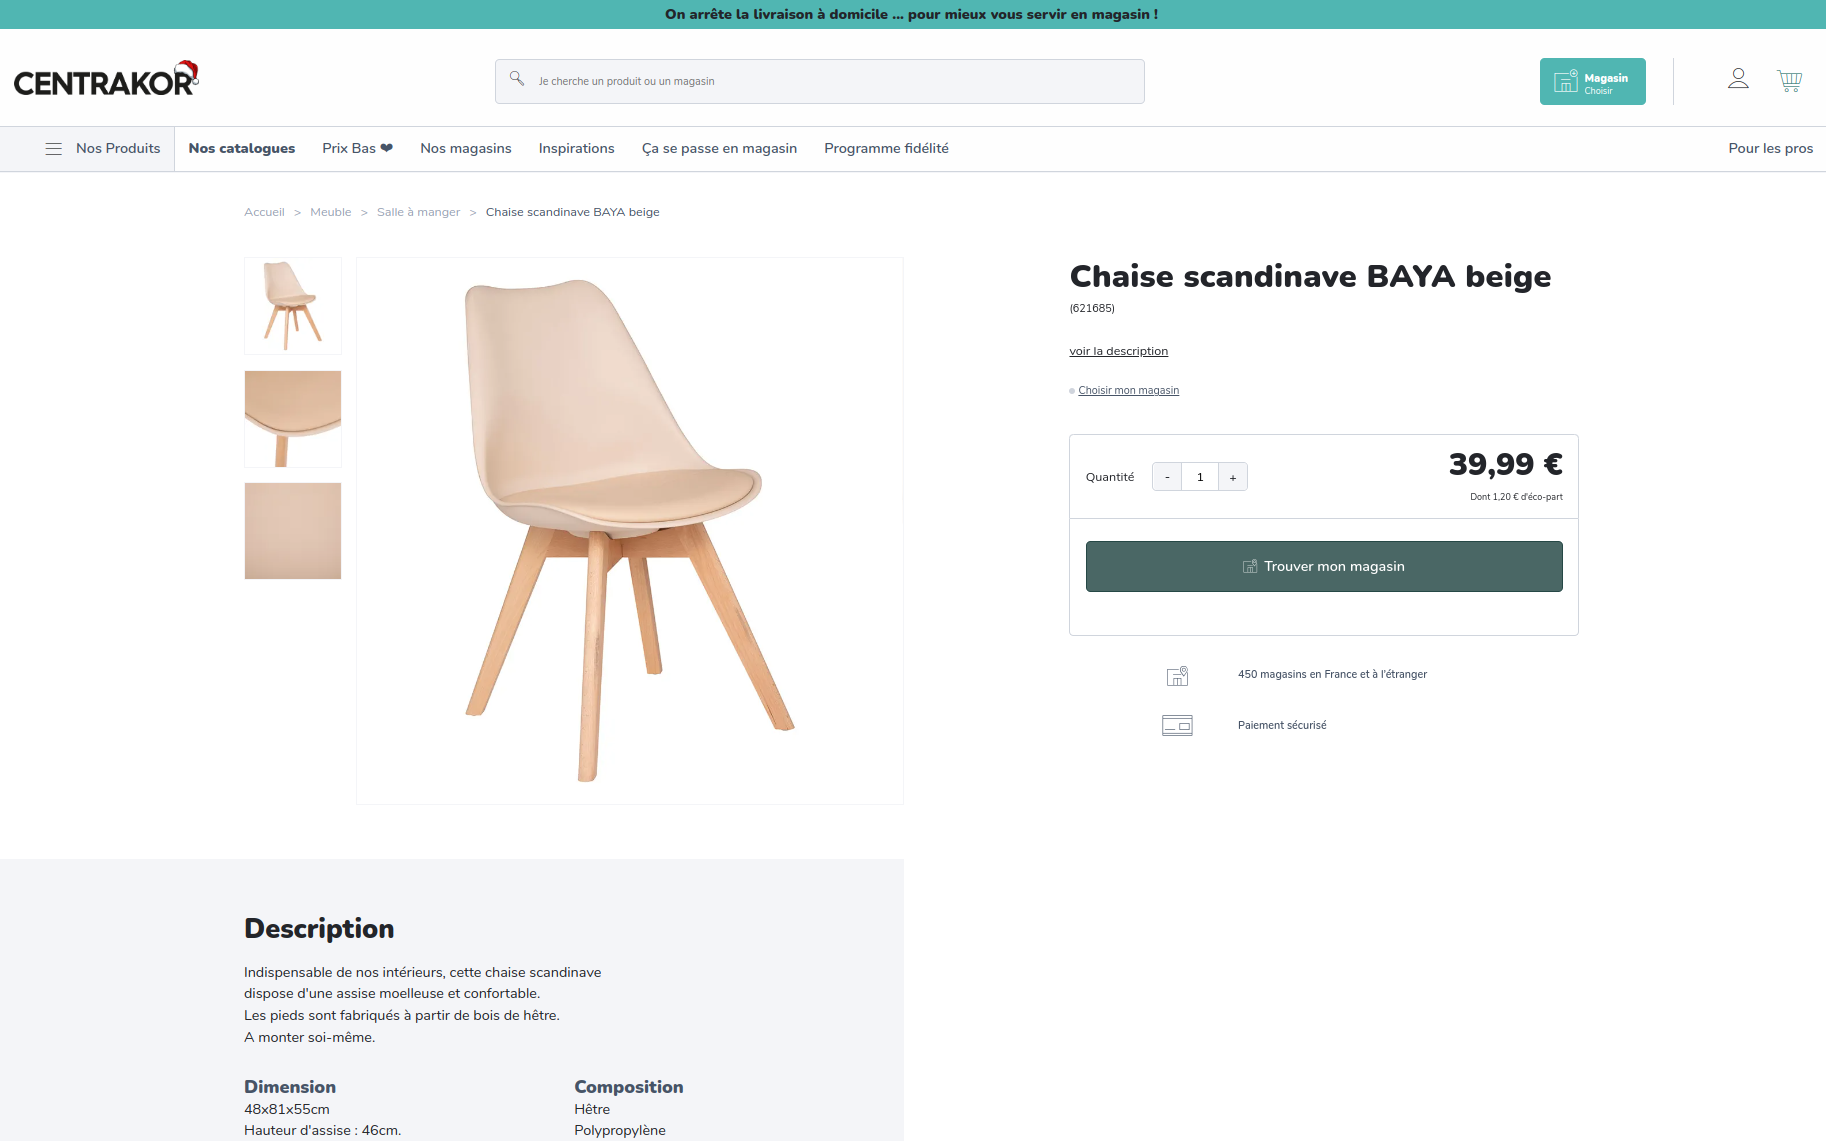 On arrête la livraison à domicile ... pour mieux vous servir en magasin !
CENTRAKOR
Je cherche un produit ou un magasin
Magasin
Choisir
Nos Produits
Nos catalogues
Prix Bas ❤
Nos magasins
Inspirations
Ça se passe en magasin
Programme fidélité
Pour les pros
Accueil > Meuble > Salle à manger > Chaise scandinave BAYA beige
Chaise scandinave BAYA beige
(621685)
voir la description
Choisir mon magasin
Quantité - 1 +
39,99 €
Dont 1,20 € d'éco-part
Trouver mon magasin
450 magasins en France et à l'étranger
Paiement sécurisé
Description
Indispensable de nos intérieurs, cette chaise scandinave
dispose d'une assise moelleuse et confortable.
Les pieds sont fabriqués à partir de bois de hêtre.
A monter soi-même.
Dimension
48x81x55cm
Hauteur d'assise : 46cm.
Composition
Hêtre
Polypropylène